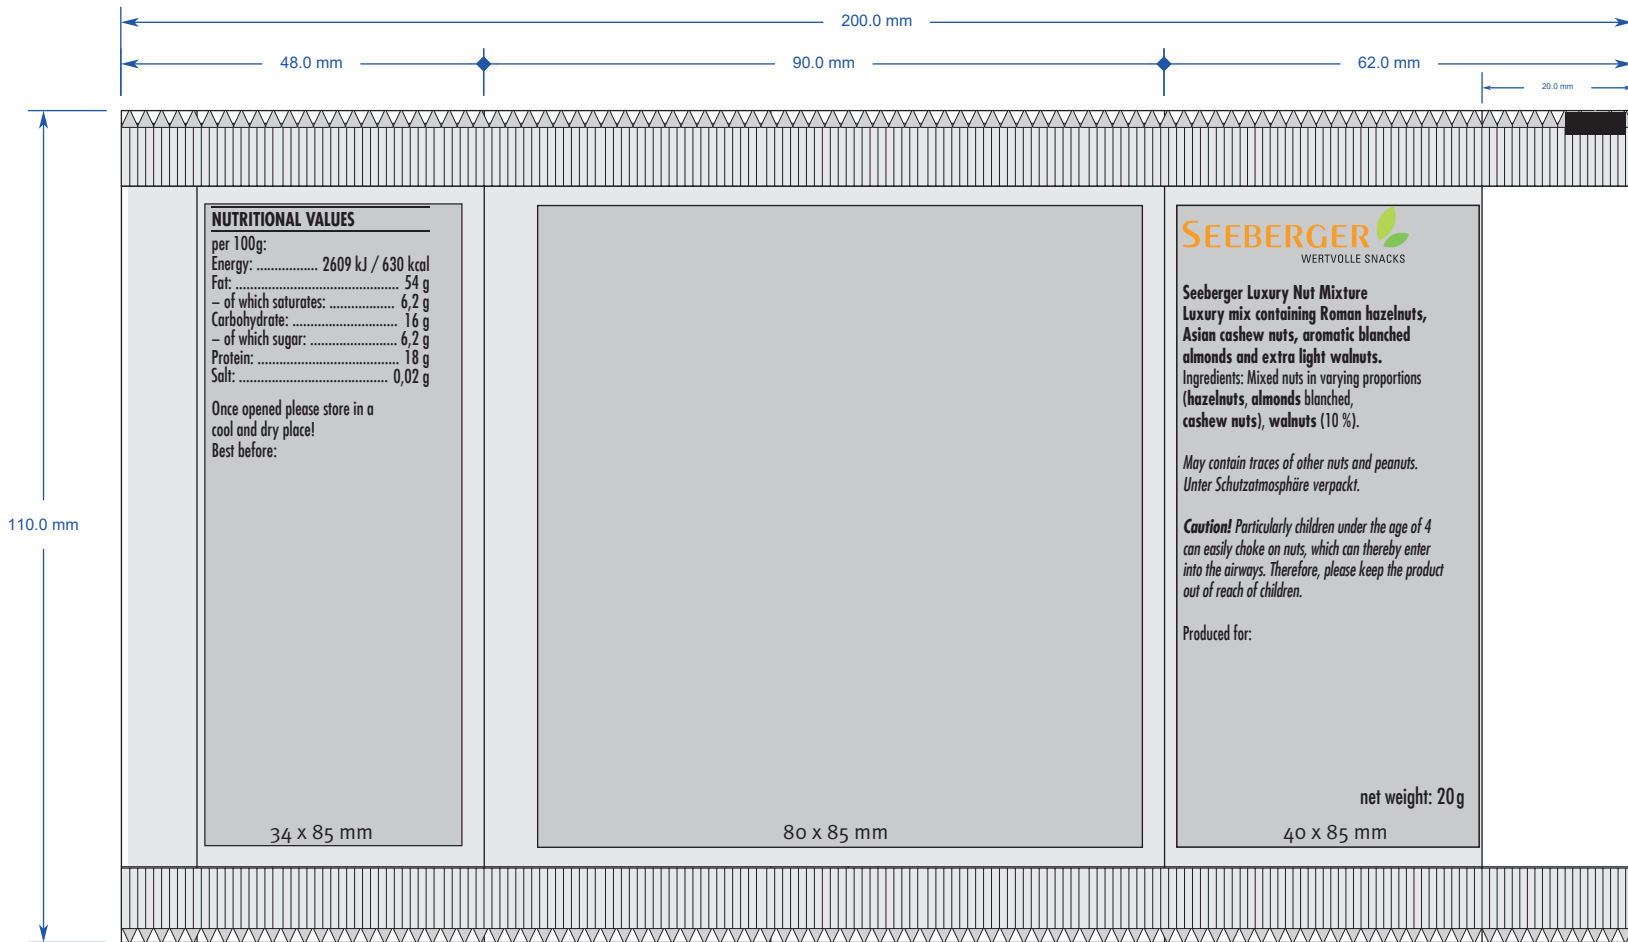 200.0 mm
48.0 mm
90.0 mm
62.0 mm
20.0 mm
110.0 mm
NUTRITIONAL VALUES
per 100g:
Energy: ................. 2609 kJ / 630 kcal
Fat: ............................................. 54 g
– of which saturates: .................. 6,2 g
Carbohydrate: ............................. 16 g
– of which sugar: ........................ 6,2 g
Protein: ....................................... 18 g
Salt: ......................................... 0,02 g
Once opened please store in a
cool and dry place!
Best before:
34 x 85 mm
80 x 85 mm
SEEBERGER
WERTVOLLE SNACKS
Seeberger Luxury Nut Mixture
Luxury mix containing Roman hazelnuts,
Asian cashew nuts, aromatic blanched
almonds and extra light walnuts.
Ingredients: Mixed nuts in varying proportions
(hazelnuts, almonds blanched,
cashew nuts), walnuts (10 %).
May contain traces of other nuts and peanuts.
Unter Schutzatmosphäre verpackt.
Caution! Particularly children under the age of 4
can easily choke on nuts, which can thereby enter
into the airways. Therefore, please keep the product
out of reach of children.
Produced for:
net weight: 20 g
40 x 85 mm